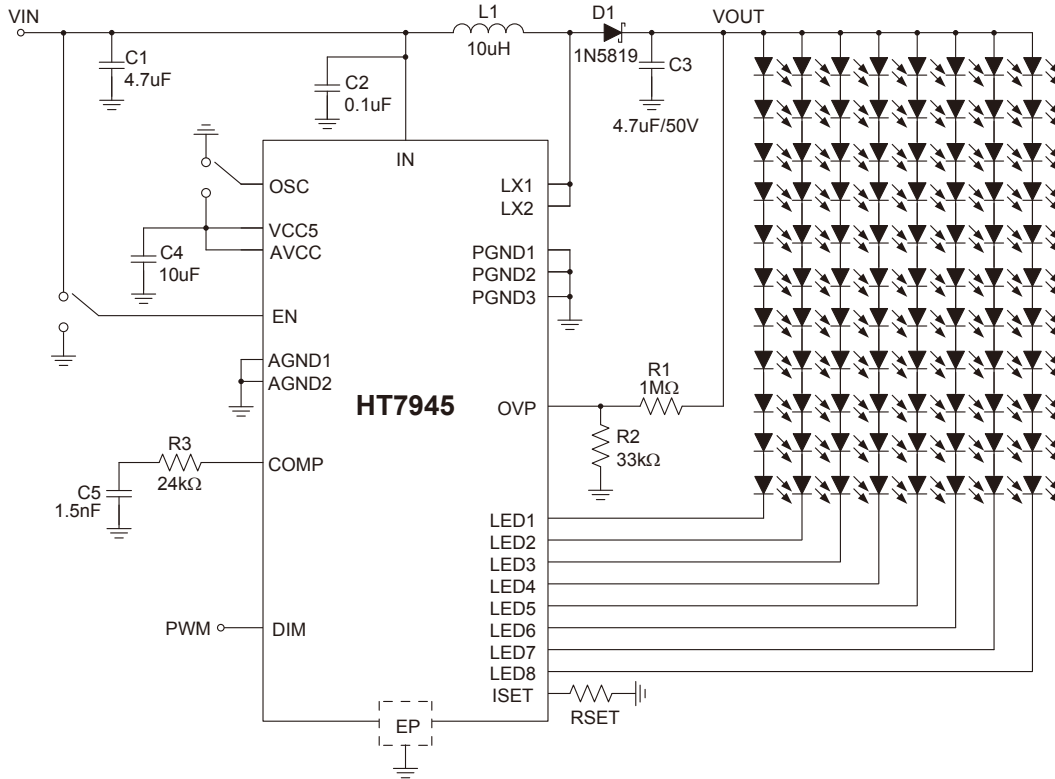 VIN
L1
10uH
D1
1N5819
VOUT
C1
4.7uF
C2
0.1uF
C3
4.7uF/50V
IN
OSC
VCC5
AVCC
C4
10uF
EN
AGND1
AGND2
LX1
LX2
PGND1
PGND2
PGND3
HT7945
OVP
R1
1MΩ
R2
33kΩ
R3
24kΩ
COMP
C5
1.5nF
LED1
LED2
LED3
LED4
LED5
LED6
LED7
LED8
ISET
RSET
PWM
DIM
EP